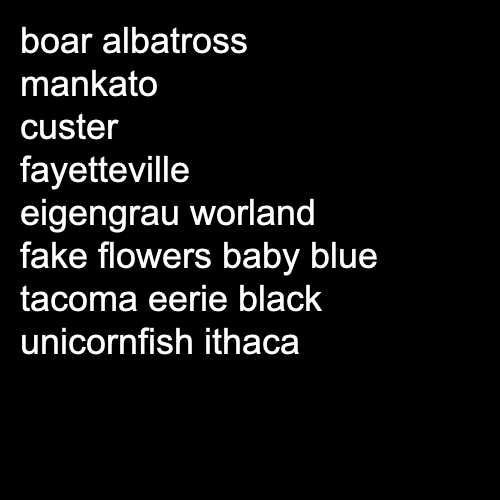 boar albatross
mankato
custer
fayetteville
eigengrau worland
fake flowers baby blue
tacoma eerie black
unicornfish ithaca